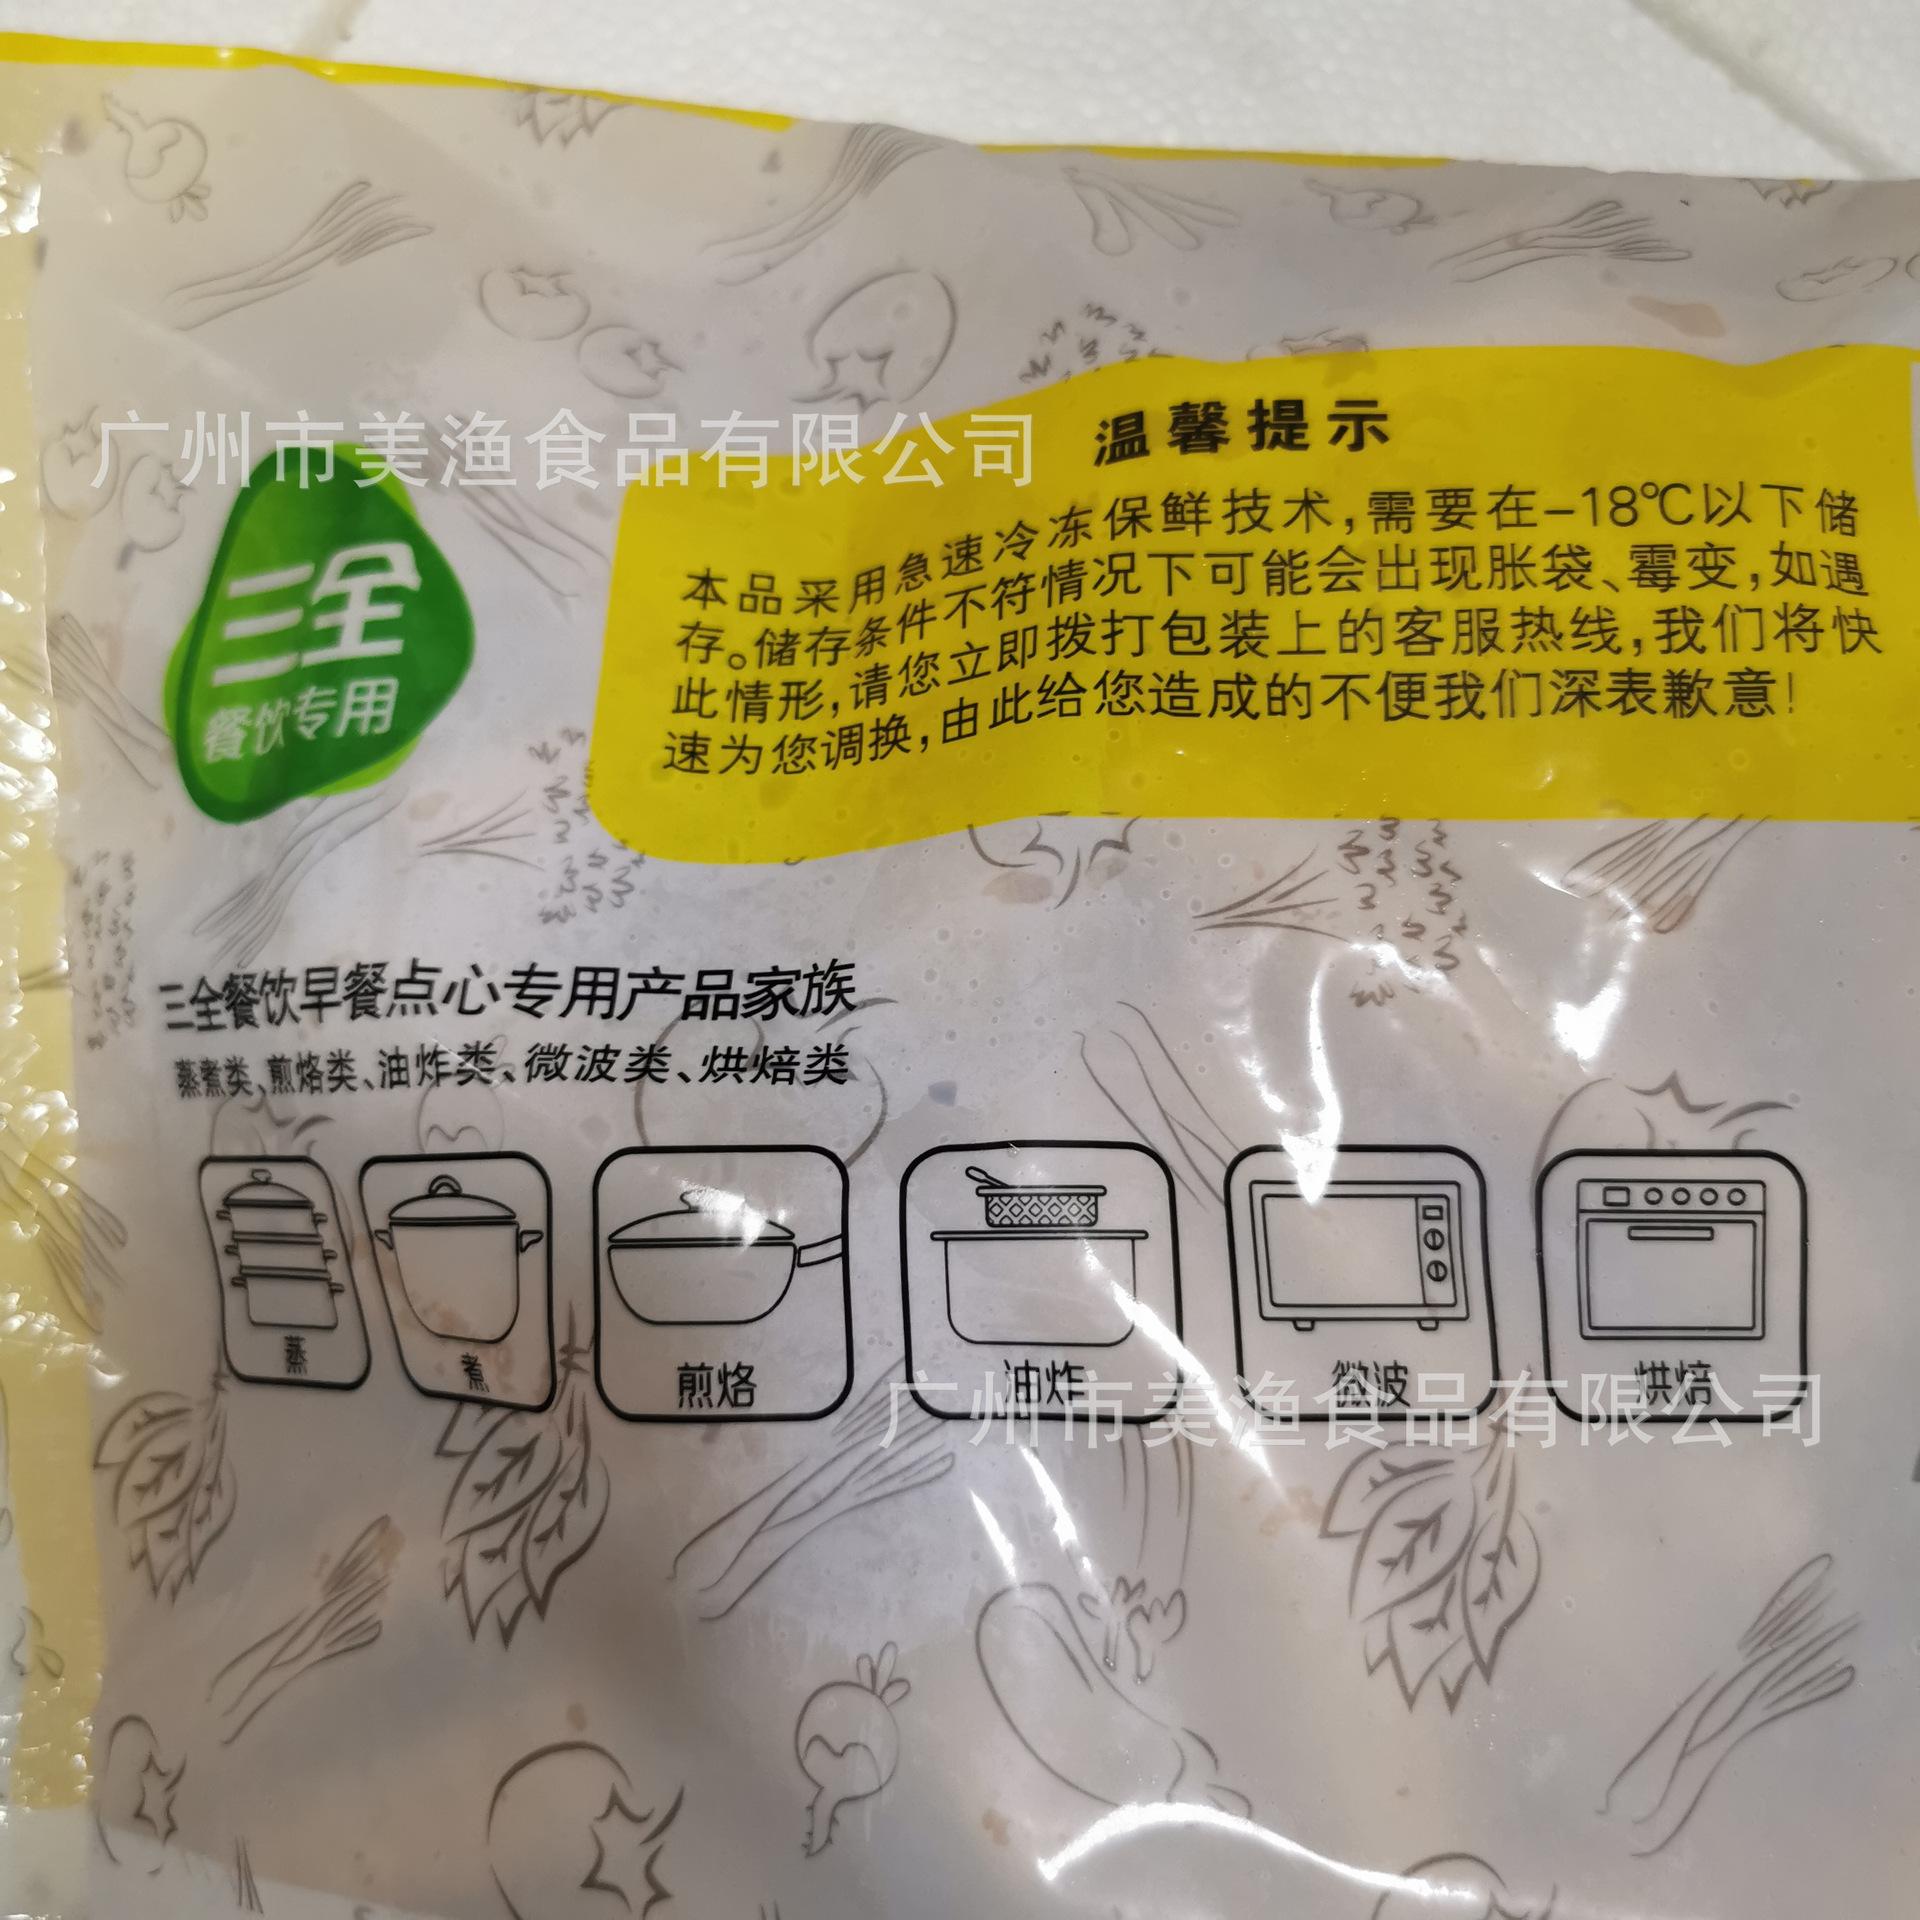 广州市美渔食品有限公司
三全
餐饮专用
温馨提示
本品采用急速冷冻保鲜技术，需要在-18℃以下储
存。储存条件不符情况下可能会出现胀袋、霉变，如遇
此情形，请您立即拨打包装上的客服热线，我们将快
速为您调换，由此给您造成的不便我们深表歉意！
三全餐饮早餐点心专用产品家族
蒸煮类、煎烙类、油炸类、微波类、烘焙类
蒸
煮
煎烙
油炸
微波
烘焙
广州市美渔食品有限公司